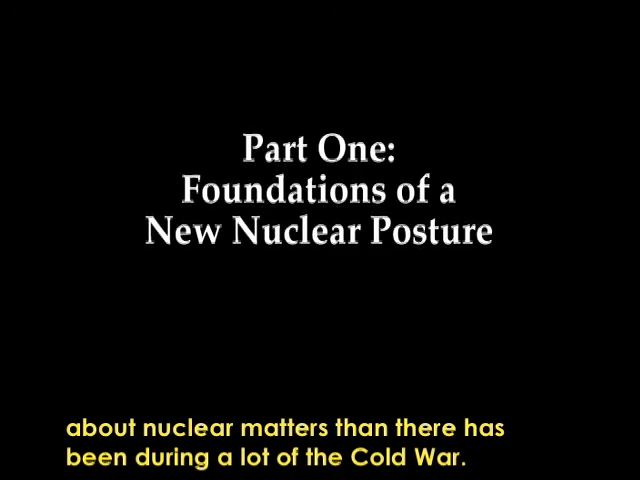 Part One:
Foundations of a
New Nuclear Posture
about nuclear matters than there has
been during a lot of the Cold War.